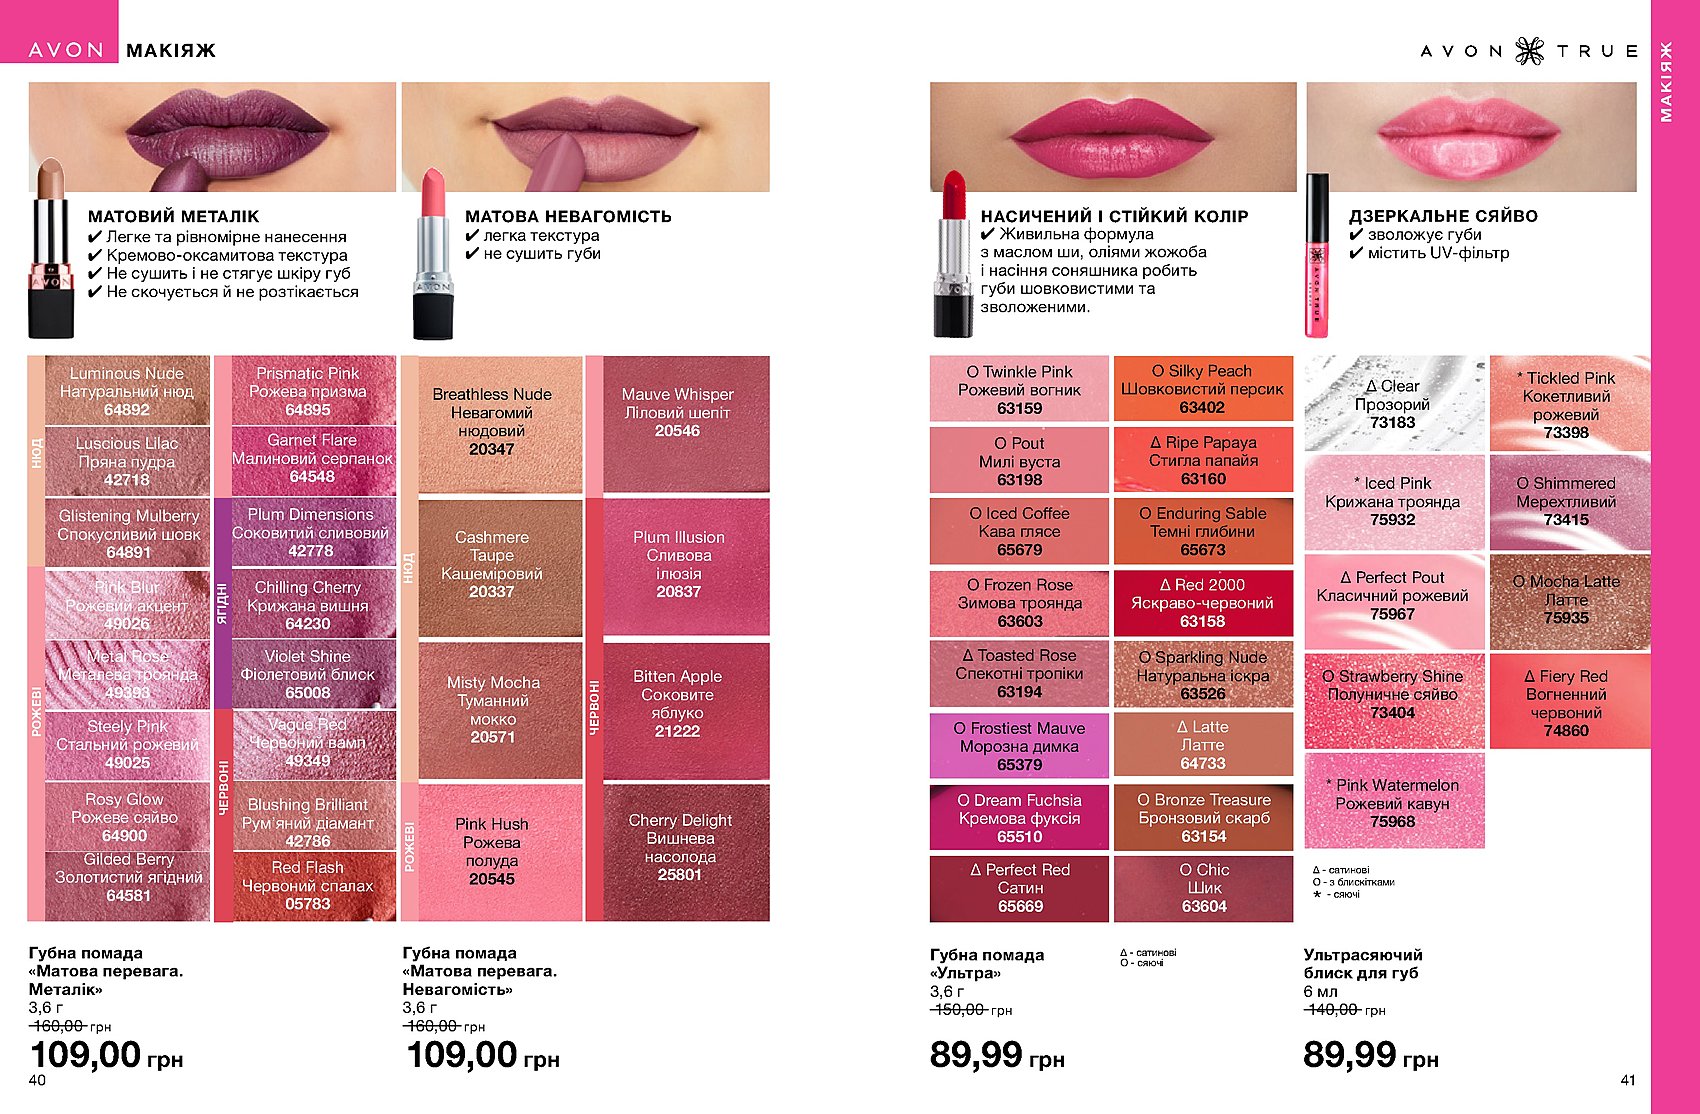 AVON МАКІЯЖ
AVON TRUE
МАКІЯЖ
МАТОВИЙ МЕТАЛІК
✔ Легке та рівномірне нанесення
✔ Кремово-оксамитова текстура
✔ Не сушить і не стягує шкіру губ
✔ Не скочується й не розтікається
AVON
МАТОВА НЕВАГОМІСТЬ
✔ легка текстура
✔ не сушить губи
AVON
НАСИЧЕНИЙ І СТІЙКИЙ КОЛІР
✔ Живильна формула
з маслом ши, оліями жожоба
і насіння соняшника робить
губи шовковистими та
зволоженими.
AVON
ДЗЕРКАЛЬНЕ СЯЙВО
✔ зволожує губи
✔ містить UV-фільтр
AVON TRUE
НЮД
Luminous Nude
Натуральний нюд
64892
Luscious Lilac
Пряна пудра
42718
Glistening Mulberry
Спокусливий шовк
64891
РОЖЕВІ
Pink Blur
Рожевий акцент
49026
Metal Rose
Металева троянда
49393
Steely Pink
Стальний рожевий
49025
Rosy Glow
Рожеве сяйво
64900
Gilded Berry
Золотистий ягідний
64581
Prismatic Pink
Рожева призма
64895
Garnet Flare
Малиновий серпанок
64548
ЯГІДНІ
Plum Dimensions
Соковитий сливовий
42778
Chilling Cherry
Крижана вишня
64230
Violet Shine
Фіолетовий блиск
65008
ЧЕРВОНІ
Vague Red
Червоний вамп
49349
Blushing Brilliant
Рум'яний діамант
42786
Red Flash
Червоний спалах
05783
НЮД
Breathless Nude
Невагомий
нюдовий
20347
Cashmere
Taupe
Кашеміровий
20337
Misty Mocha
Туманний
мокко
20571
РОЖЕВІ
Pink Hush
Рожева
полуда
20545
Mauve Whisper
Ліловий шепіт
20546
ЧЕРВОНІ
Plum Illusion
Сливова
ілюзія
20837
Bitten Apple
Соковите
яблуко
21222
Cherry Delight
Вишнева
насолода
25801
О Twinkle Pink
Рожевий вогник
63159
О Pout
Милі вуста
63198
О Iced Coffee
Кава глясе
65679
О Frozen Rose
Зимова троянда
63603
Δ Toasted Rose
Спекотні тропіки
63194
О Frostiest Mauve
Морозна димка
65379
О Dream Fuchsia
Кремова фуксія
65510
Δ Perfect Red
Сатин
65669
О Silky Peach
Шовковистий персик
63402
Δ Ripe Papaya
Стигла папайя
63160
О Enduring Sable
Темні глибини
65673
Δ Red 2000
Яскраво-червоний
63158
О Sparkling Nude
Натуральна іскра
63526
Δ Latte
Латте
64733
О Bronze Treasure
Бронзовий скарб
63154
О Chic
Шик
63604
Δ Clear
Прозорий
73183
* Iced Pink
Крижана троянда
75932
Δ Perfect Pout
Класичний рожевий
75967
О Strawberry Shine
Полуничне сяйво
73404
* Pink Watermelon
Рожевий кавун
75968
* Tickled Pink
Кокетливий
рожевий
73398
О Shimmered
Мерехтливий
73415
О Mocha Latte
Латте
75935
Δ Fiery Red
Вогненний
червоний
74860
Δ - сатинові
О - з блискітками
* - сяючі
Губна помада
«Матова перевага.
Металік»
3,6 г
160,00 грн
109,00 грн
Губна помада
«Матова перевага.
Невагомість»
3,6 г
160,00 грн
109,00 грн
Губна помада
«Ультра»
3,6 г
150,00 грн
89,99 грн
Δ - сатинові
О - сяючі
Ультрасяючий
блиск для губ
6 мл
140,00 грн
89,99 грн
40
41